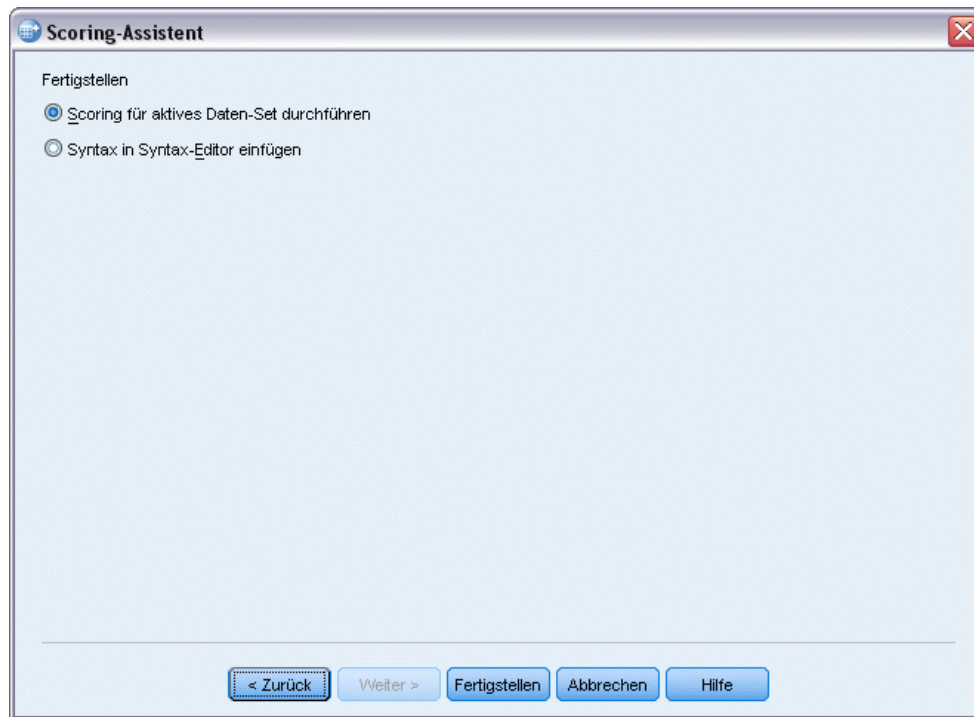 Scoring-Assistent
Fertigstellen
Scoring für aktives Daten-Set durchführen
Syntax in Syntax-Editor einfügen
< Zurück   Weiter >   Fertigstellen   Abbrechen   Hilfe